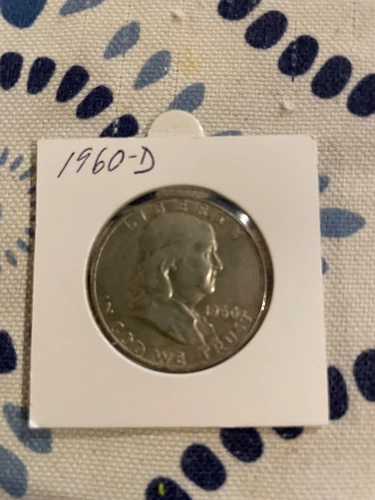 1960-D
LIBERTY
1960
IN GOD WE TRUST